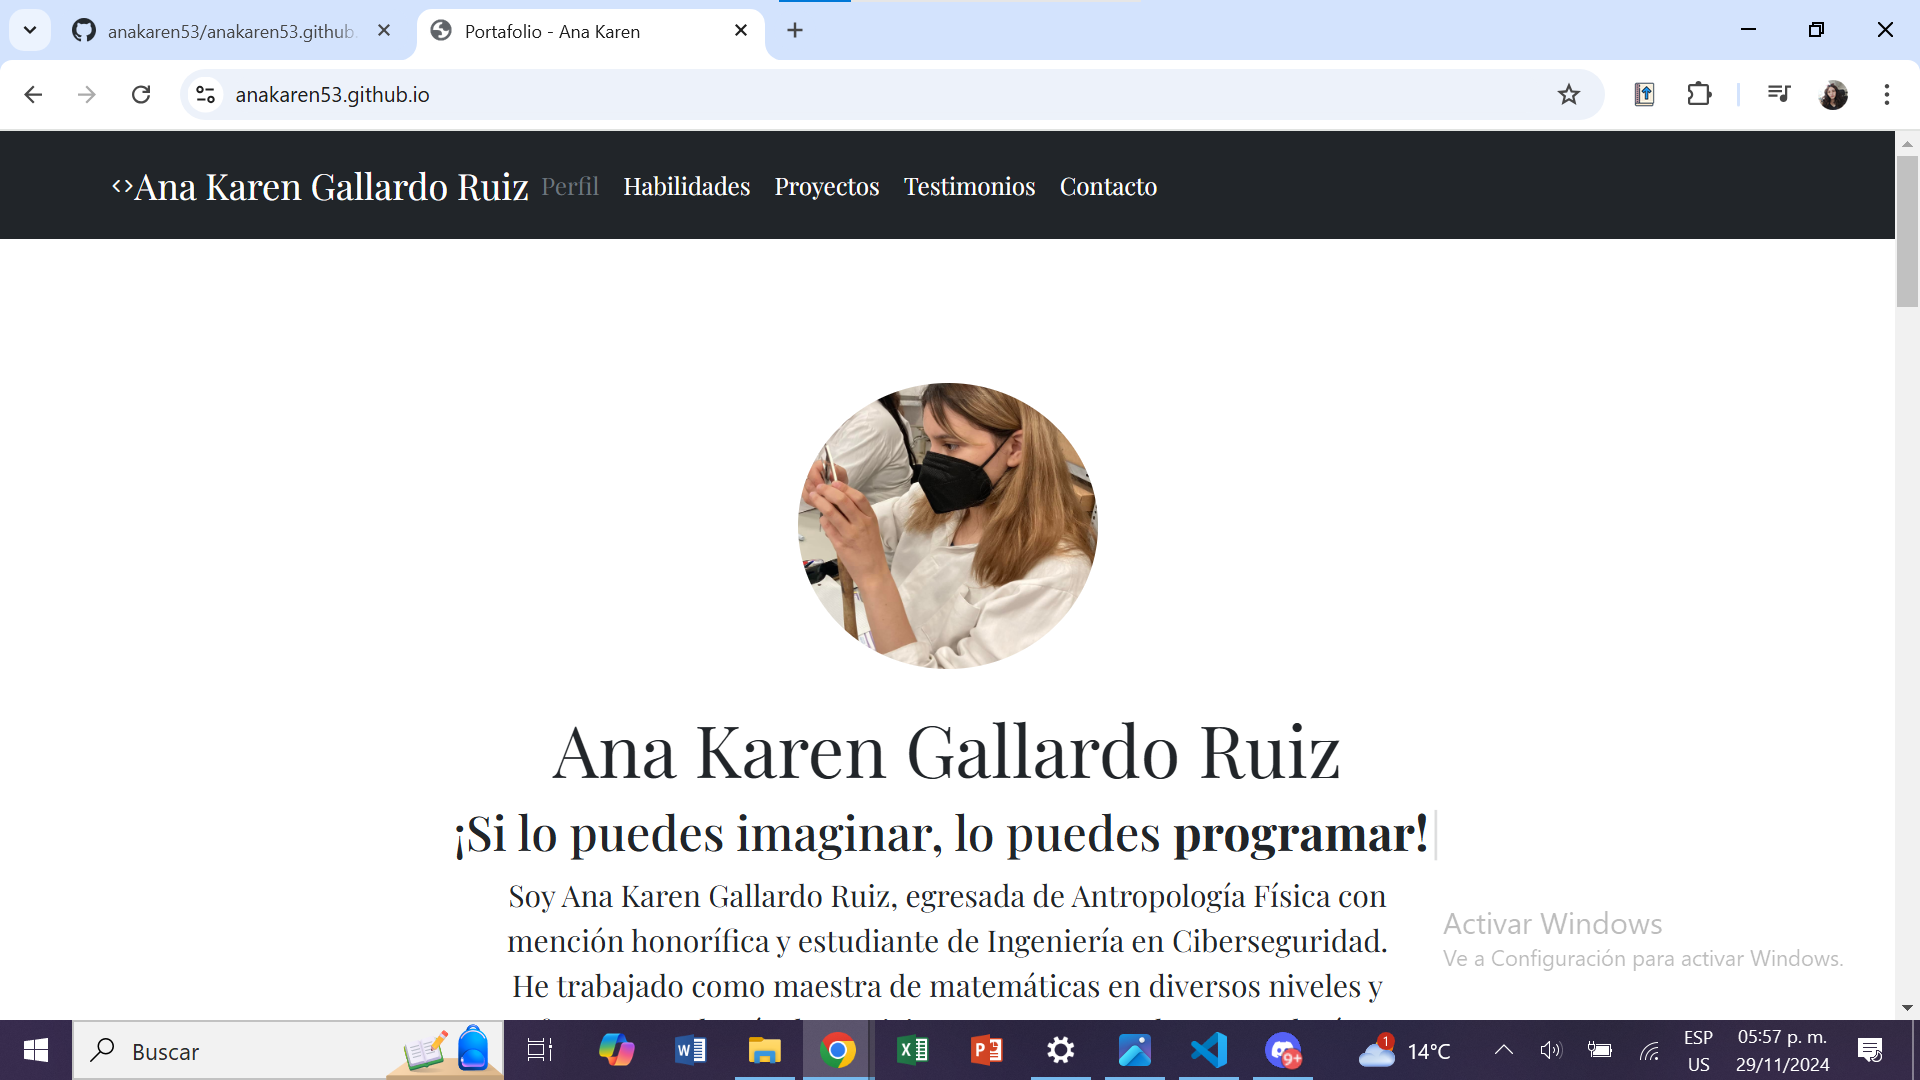 anakaren53/anakaren53.github.
Portafolio - Ana Karen
anakaren53.github.io
<>Ana Karen Gallardo Ruiz Perfil Habilidades Proyectos Testimonios Contacto
Ana Karen Gallardo Ruiz
¡Si lo puedes imaginar, lo puedes programar!
Soy Ana Karen Gallardo Ruiz, egresada de Antropología Física con
mención honorífica y estudiante de Ingeniería en Ciberseguridad.
He trabajado como maestra de matemáticas en diversos niveles y
Activar Windows
Ve a Configuración para activar Windows.
Buscar
1
14°C
9+
ESP
US
05:57 p. m.
29/11/2024